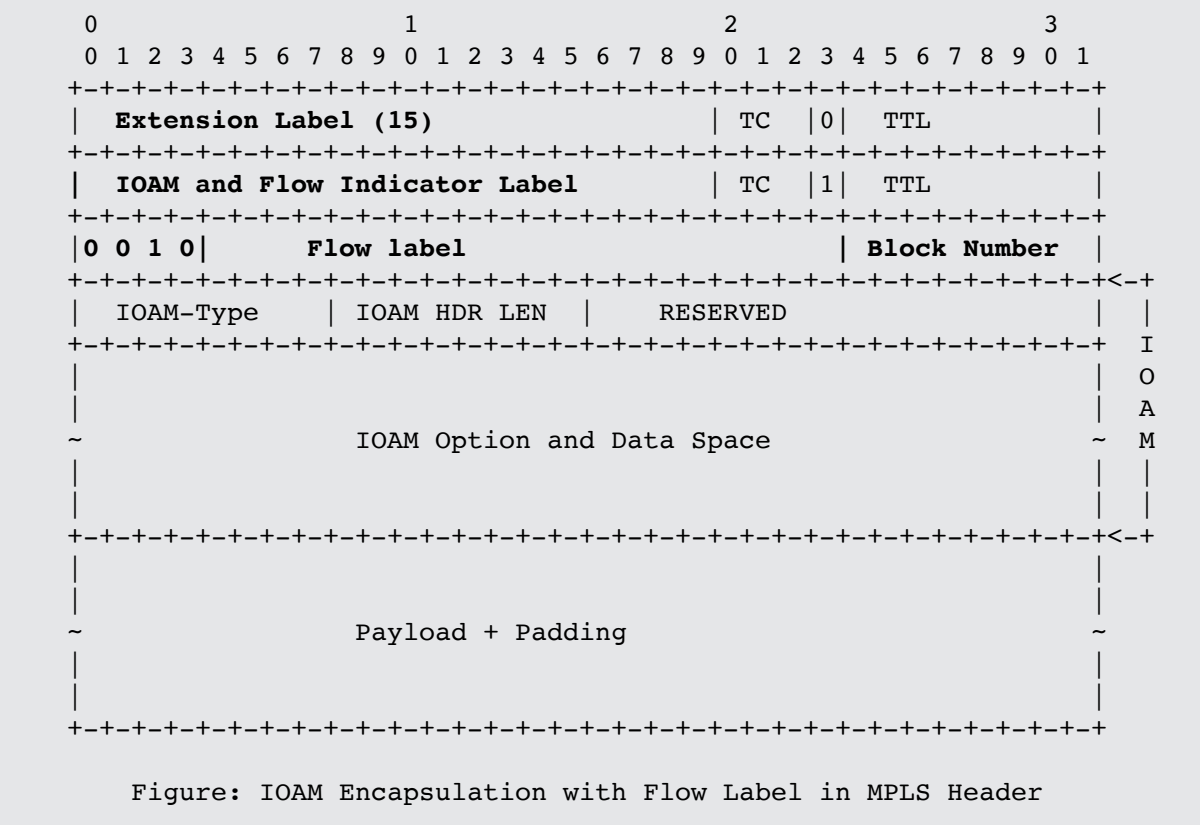 0                   1                   2                   3
 0 1 2 3 4 5 6 7 8 9 0 1 2 3 4 5 6 7 8 9 0 1 2 3 4 5 6 7 8 9 0 1
+-+-+-+-+-+-+-+-+-+-+-+-+-+-+-+-+-+-+-+-+-+-+-+-+-+-+-+-+-+-+-+-+
|  Extension Label (15)                 | TC  |0|  TTL          |
+-+-+-+-+-+-+-+-+-+-+-+-+-+-+-+-+-+-+-+-+-+-+-+-+-+-+-+-+-+-+-+-+
|  IOAM and Flow Indicator Label        | TC  |1|  TTL          |
+-+-+-+-+-+-+-+-+-+-+-+-+-+-+-+-+-+-+-+-+-+-+-+-+-+-+-+-+-+-+-+-+
|0 0 1 0|      Flow label                       | Block Number  |
+-+-+-+-+-+-+-+-+-+-+-+-+-+-+-+-+-+-+-+-+-+-+-+-+-+-+-+-+-+-+-+-+<-+
|  IOAM-Type    | IOAM HDR LEN  |    RESERVED                   |  |
+-+-+-+-+-+-+-+-+-+-+-+-+-+-+-+-+-+-+-+-+-+-+-+-+-+-+-+-+-+-+-+-+  I
|                                                               |  O
|                                                               |  A
~                 IOAM Option and Data Space                    ~  M
|                                                               |  |
|                                                               |  |
+-+-+-+-+-+-+-+-+-+-+-+-+-+-+-+-+-+-+-+-+-+-+-+-+-+-+-+-+-+-+-+-+<-+
|                                                               |
|                                                               |
~                 Payload + Padding                             ~
|                                                               |
|                                                               |
+-+-+-+-+-+-+-+-+-+-+-+-+-+-+-+-+-+-+-+-+-+-+-+-+-+-+-+-+-+-+-+-+
Figure: IOAM Encapsulation with Flow Label in MPLS Header